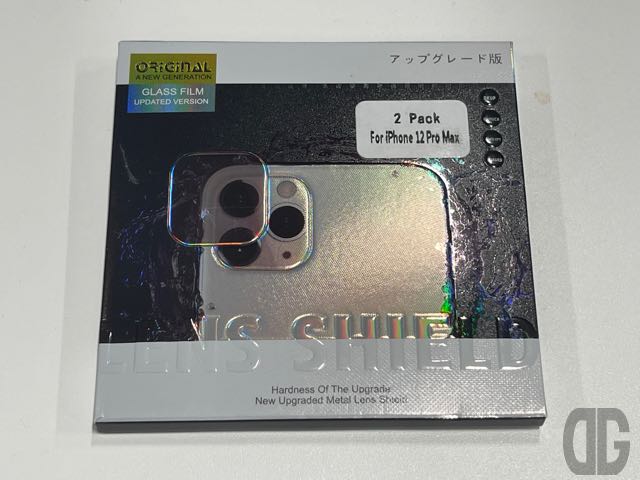 ORIGINAL
A NEW GENERATION
GLASS FILM
UPDATED VERSION
アップグレード版
2 Pack
For iPhone 12 Pro Max
LENS SHIELD
Hardness Of The Upgrade
New Upgraded Metal Lens Shield
DG